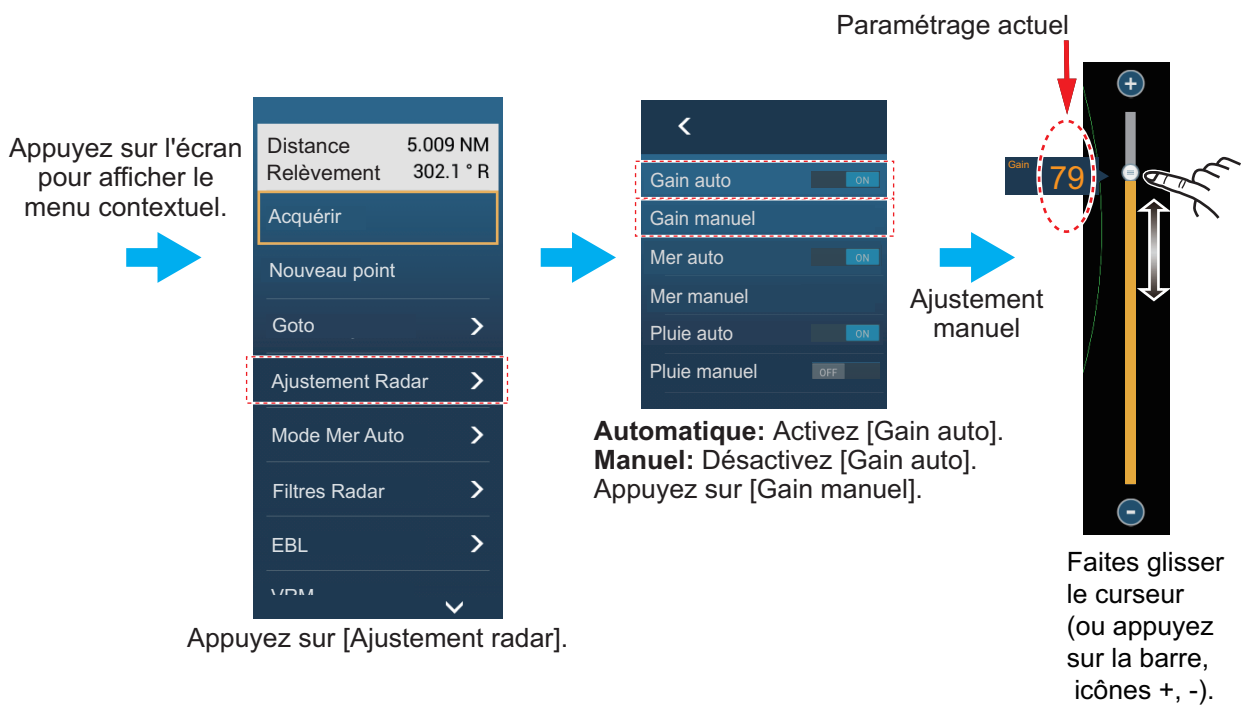 Paramétrage actuel
Appuyez sur l'écran
pour afficher le
menu contextuel.
Distance 5.009 NM
Relèvement 302.1 ° R
Acquérir
Nouveau point
Goto
Ajustement Radar
Mode Mer Auto
Filtres Radar
EBL
VRM
Appuyez sur [Ajustement radar].
Gain auto ON
Gain manuel
Mer auto ON
Mer manuel
Pluie auto ON
Pluie manuel OFF
Automatique: Activez [Gain auto].
Manuel: Désactivez [Gain auto].
Appuyez sur [Gain manuel].
Ajustement
manuel
Gain
79
Faites glisser
le curseur
(ou appuyez
sur la barre,
icônes +, -).